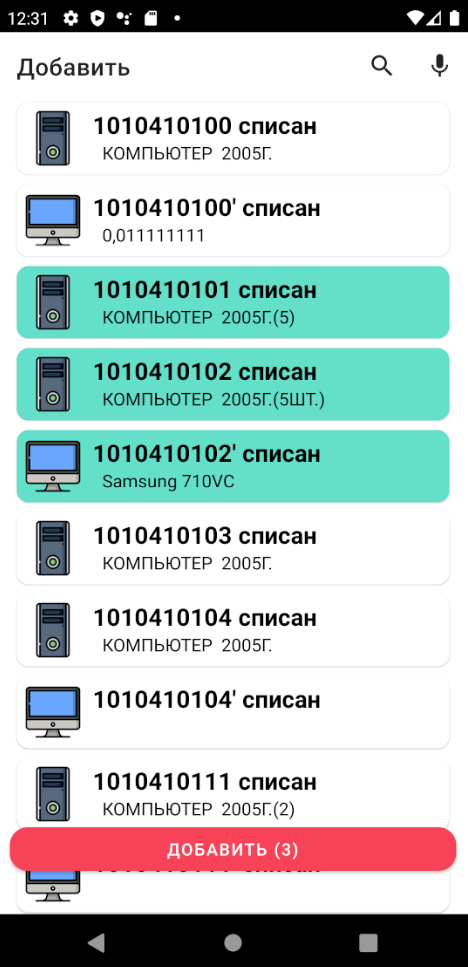 12:31
Добавить
1010410100 списан
КОМПЬЮТЕР 2005Г.
1010410100' списан
0,011111111
1010410101 списан
КОМПЬЮТЕР 2005Г.(5)
1010410102 списан
КОМПЬЮТЕР 2005Г.(5ШТ.)
1010410102' списан
Samsung 710VC
1010410103 списан
КОМПЬЮТЕР 2005Г.
1010410104 списан
КОМПЬЮТЕР 2005Г.
1010410104' списан
1010410111 списан
КОМПЬЮТЕР 2005Г.(2)
ДОБАВИТЬ (3)